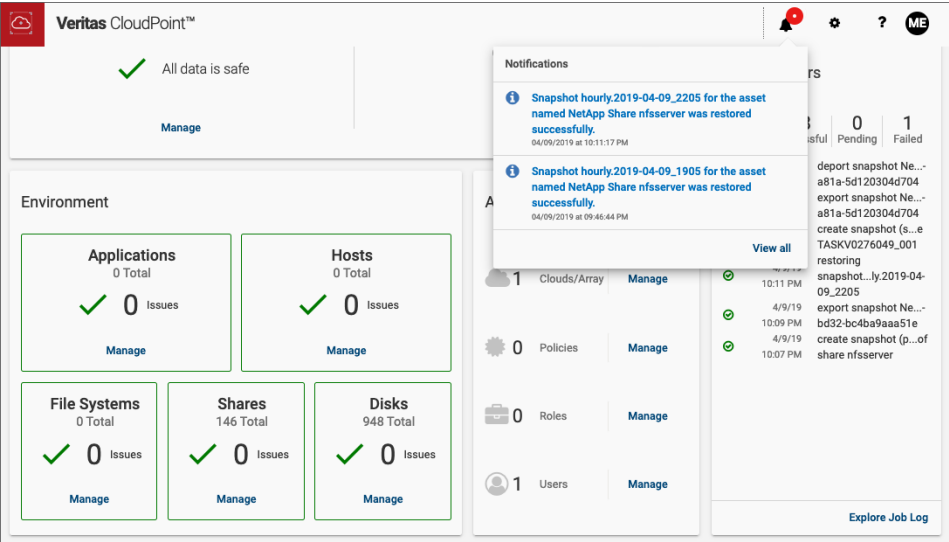 Veritas CloudPoint™
?
ME
All data is safe
Manage
Notifications
Snapshot hourly.2019-04-09_2205 for the asset
named NetApp Share nfsserver was restored
successfully.
04/09/2019 at 10:11:17 PM
Snapshot hourly.2019-04-09_1905 for the asset
named NetApp Share nfsserver was restored
successfully.
04/09/2019 at 09:46:44 PM
View all
Environment
Applications
0 Total
0 Issues
Manage
Hosts
0 Total
0 Issues
Manage
File Systems
0 Total
0 Issues
Manage
Shares
146 Total
0 Issues
Manage
Disks
948 Total
0 Issues
Manage
1 Clouds/Array Manage
0 Policies Manage
0 Roles Manage
1 Users Manage
0 1
Pending Failed
deport snapshot Ne...-
a81a-5d120304d704
export snapshot Ne...-
a81a-5d120304d704
create snapshot (s...e
TASKV0276049_001
restoring
10:11 PM snapshot...ly.2019-04-
09_2205
4/9/19 export snapshot Ne...-
10:09 PM bd32-bc4ba9aaa51e
4/9/19 create snapshot (p...of
10:07 PM share nfsserver
Explore Job Log